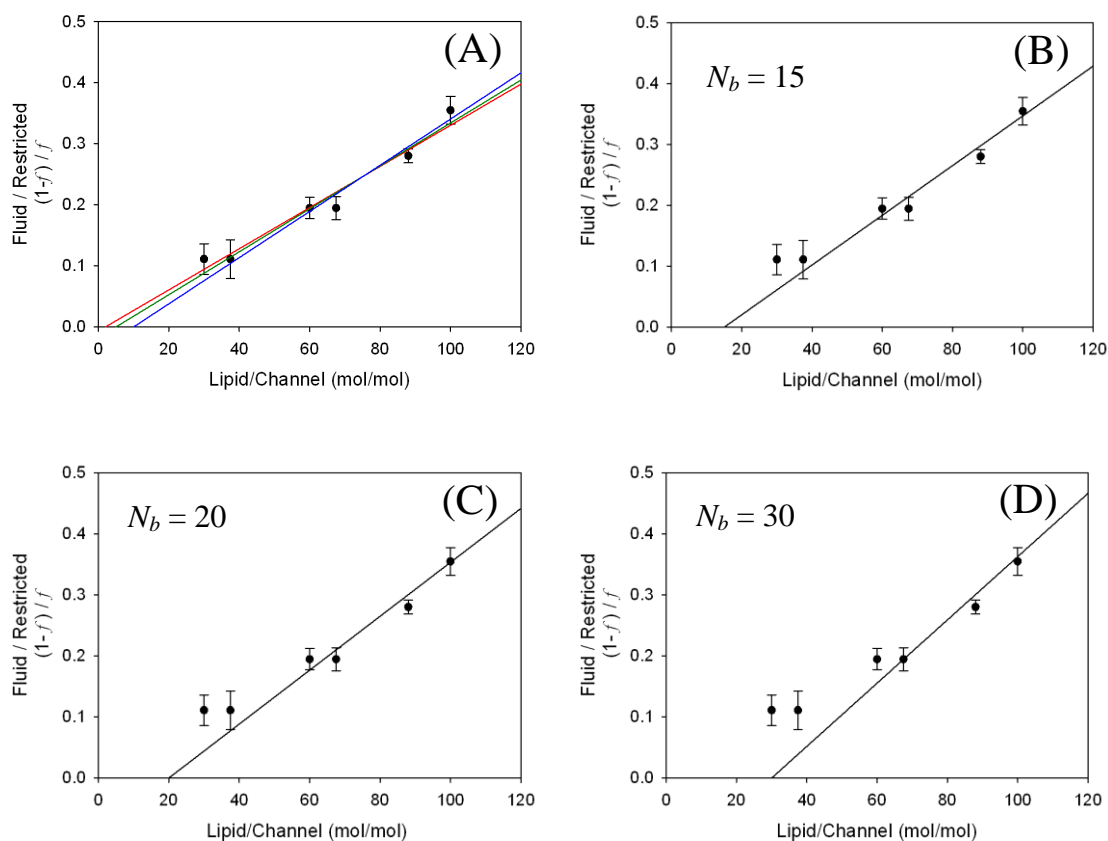 (A)
0.5
0.4
0.3
0.2
0.1
0.0
Fluid / Restricted
(1-f) / f
0 20 40 60 80 100 120
Lipid/Channel (mol/mol)
(B)
N_b = 15
0.5
0.4
0.3
0.2
0.1
0.0
Fluid / Restricted
(1-f) / f
0 20 40 60 80 100 120
Lipid/Channel (mol/mol)
(C)
N_b = 20
0.5
0.4
0.3
0.2
0.1
0.0
Fluid / Restricted
(1-f) / f
0 20 40 60 80 100 120
Lipid/Channel (mol/mol)
(D)
N_b = 30
0.5
0.4
0.3
0.2
0.1
0.0
Fluid / Restricted
(1-f) / f
0 20 40 60 80 100 120
Lipid/Channel (mol/mol)